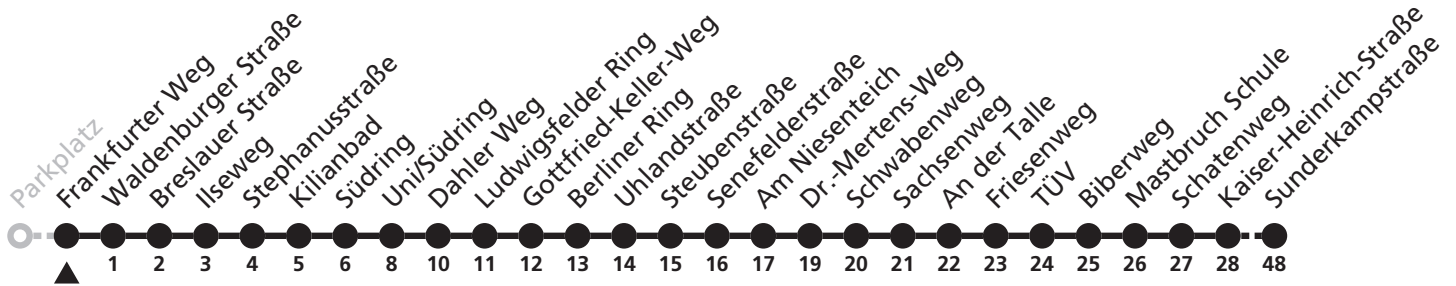 Parkplatz
Frankfurter Weg
Waldenburger Straße
Breslauer Straße
Ilseweg
Stephanusstraße
Kilianbad
Südring
Uni/Südring
Dahler Weg
Ludwigsfelder Ring
Gottfried-Keller-Weg
Berliner Ring
Uhlandstraße
Steubenstraße
Senefelderstraße
Am Niesenteich
Dr.-Mertens-Weg
Schwabenweg
Sachsenweg
An der Talle
Friesenweg
TÜV
Biberweg
Mastbruch Schule
Schatenweg
Kaiser-Heinrich-Straße
Sunderkampstraße
1 2 3 4 5 6 8 10 11 12 13 14 15 16 17 19 20 21 22 23 24 25 26 27 28 48